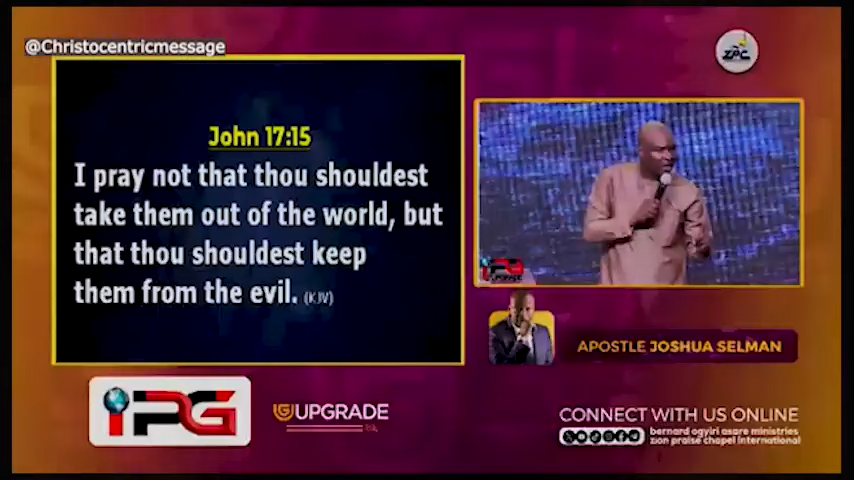 @Christocentricmessage
ZPC
John 17:15
I pray not that thou shouldest
take them out of the world, but
that thou shouldest keep
them from the evil. (KJV)
APOSTLE JOSHUA SELMAN
iPG
UPGRADE
CONNECT WITH US ONLINE
bernard ogyiri asare ministries
zion praise chapel international